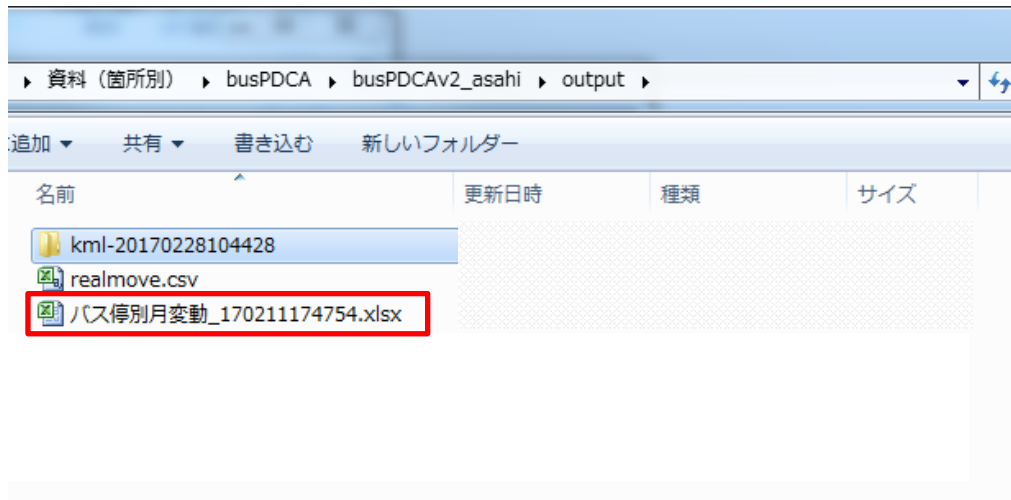 資料（箇所別） busPDCA busPDCAv2_asahi output
追加 共有 書き込む 新しいフォルダー
名前 更新日時 種類 サイズ
kml-20170228104428
realmove.csv
バス停別月変動_170211174754.xlsx